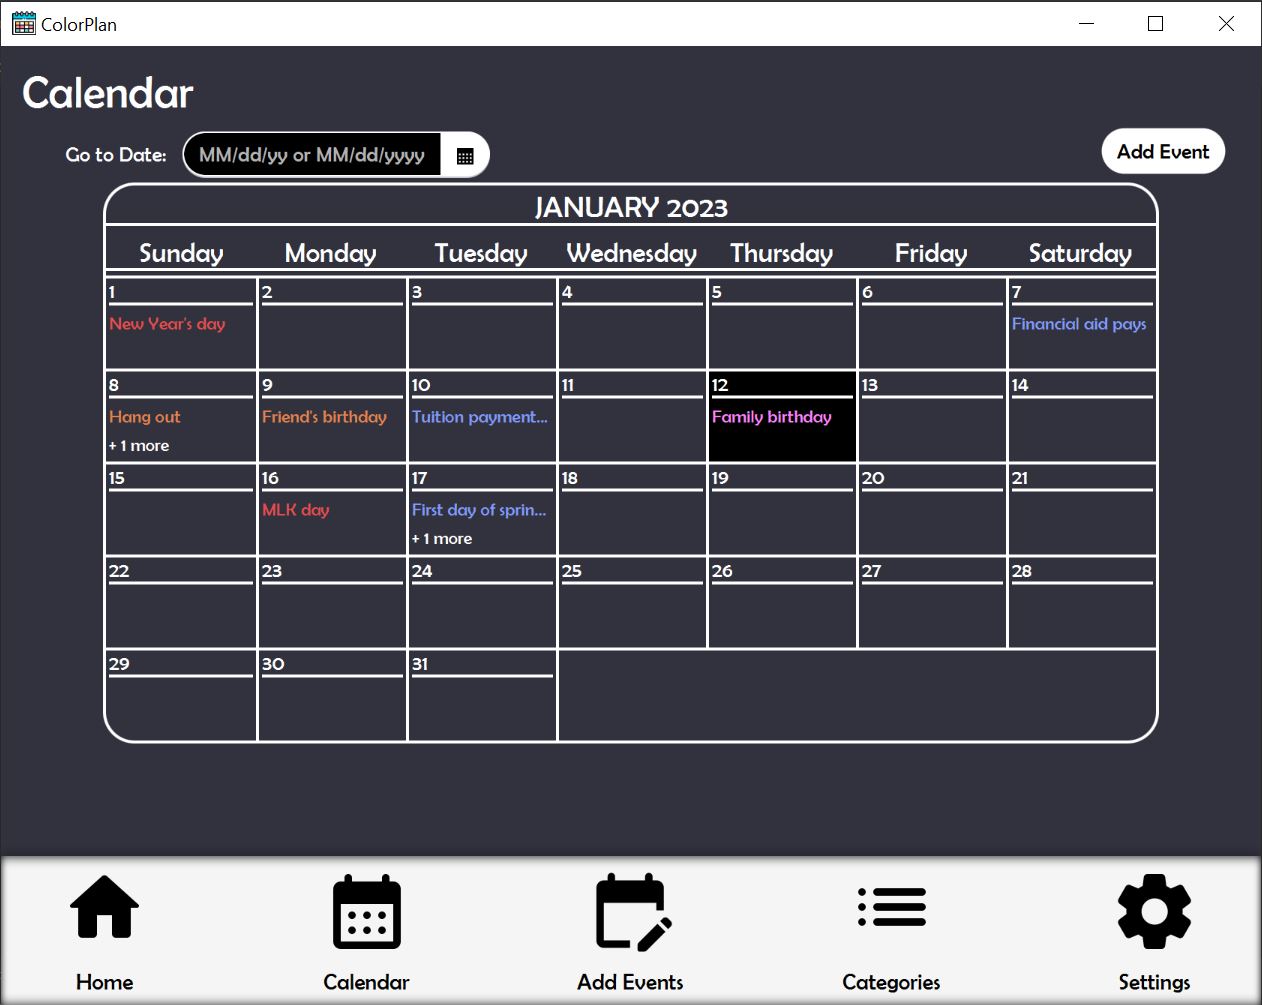 ColorPlan
Calendar
Go to Date: MM/dd/yy or MM/dd/yyyy
Add Event
JANUARY 2023
Sunday Monday Tuesday Wednesday Thursday Friday Saturday
1 2 3 4 5 6 7
New Year's day Financial aid pays
8 9 10 11 12 13 14
Hang out Friend's birthday Tuition payment... Family birthday
+ 1 more
15 16 17 18 19 20 21
MLK day First day of sprin...
+ 1 more
22 23 24 25 26 27 28
29 30 31
Home Calendar Add Events Categories Settings